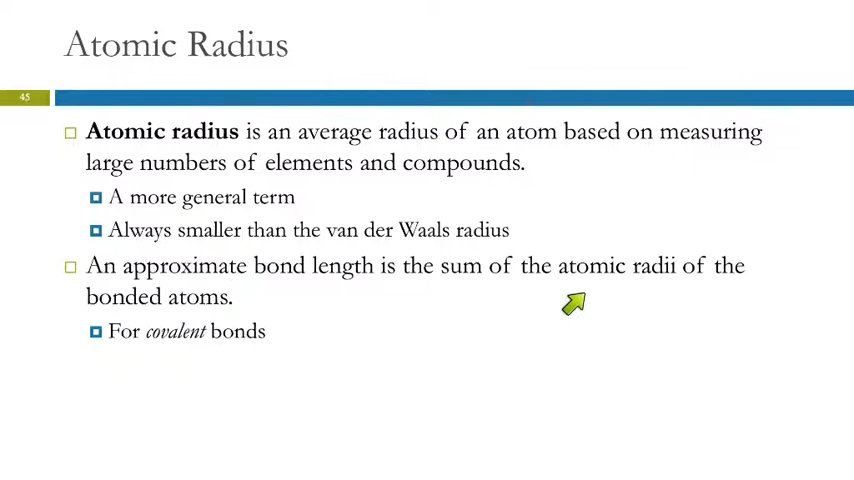 Atomic Radius
45
Atomic radius is an average radius of an atom based on measuring
large numbers of elements and compounds.
A more general term
Always smaller than the van der Waals radius
An approximate bond length is the sum of the atomic radii of the
bonded atoms.
For covalent bonds